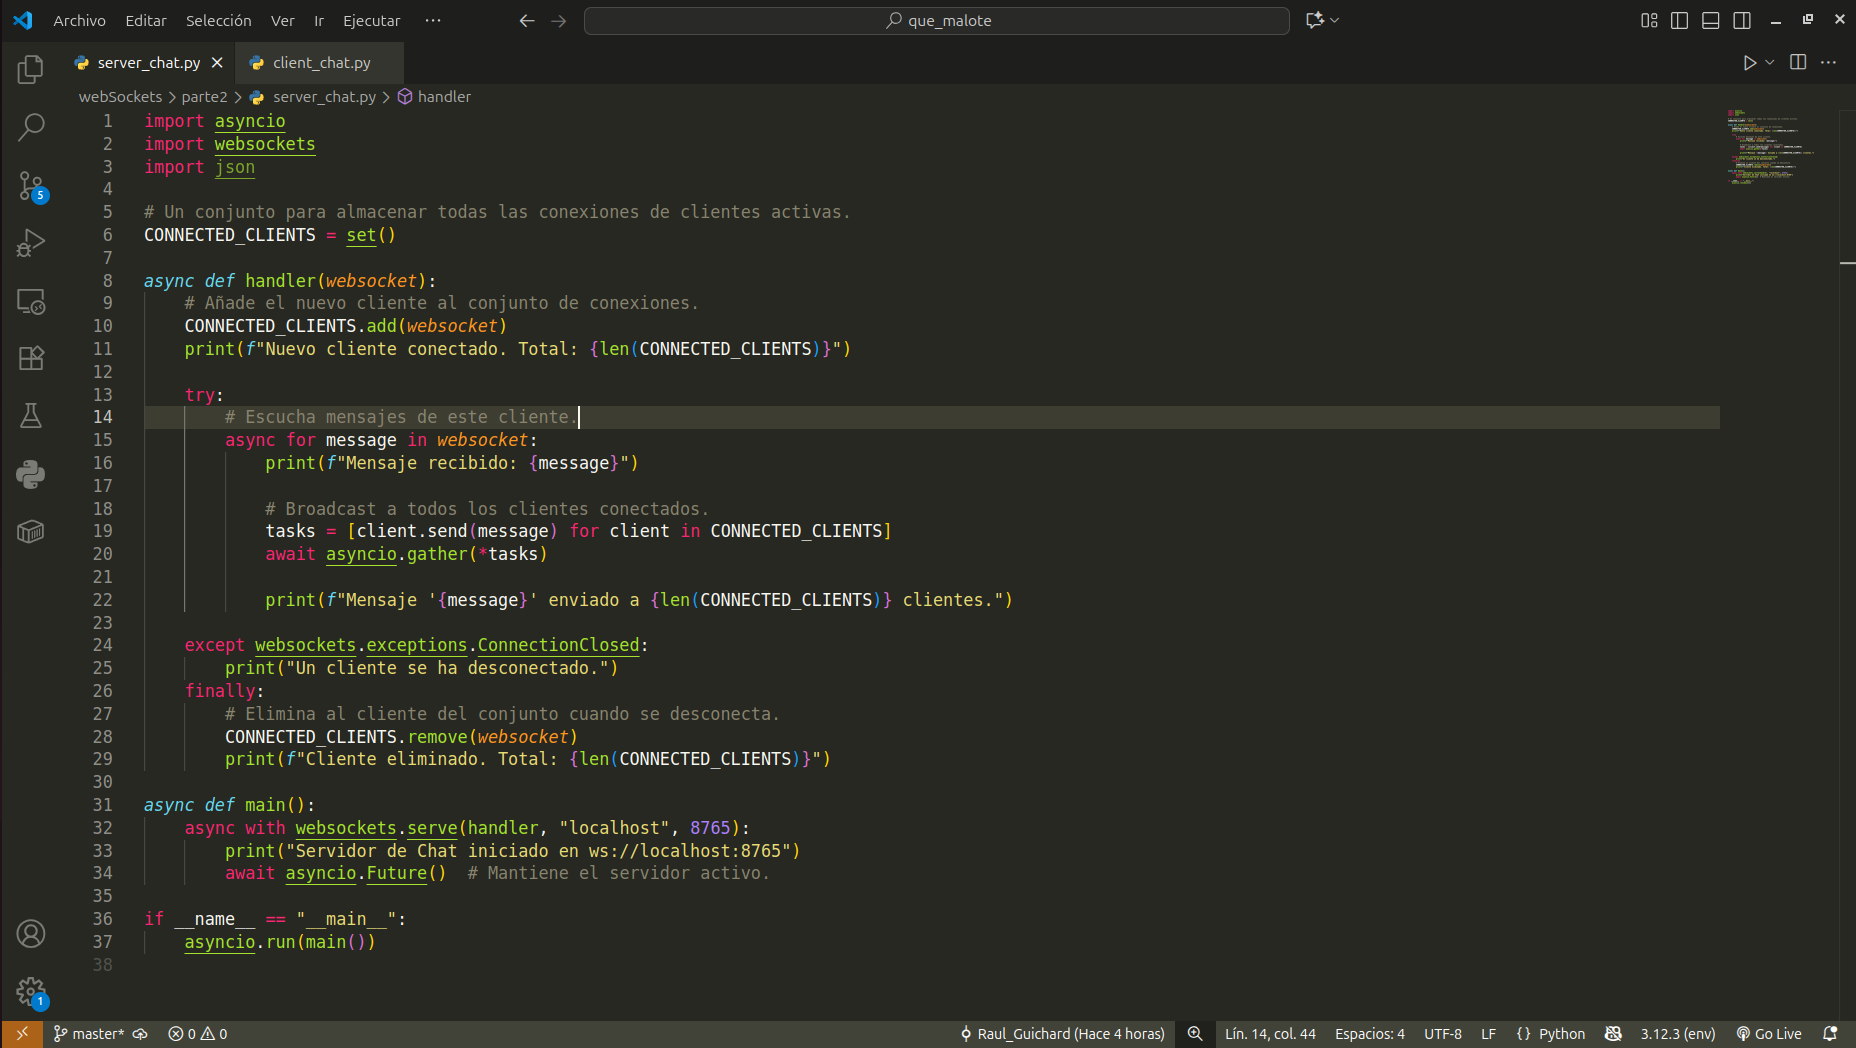 Archivo Editar Selección Ver Ir Ejecutar ··· que_malote
server_chat.py client_chat.py
webSockets > parte2 > server_chat.py > handler
1 import asyncio
2 import websockets
3 import json
4
5 # Un conjunto para almacenar todas las conexiones de clientes activas.
6 CONNECTED_CLIENTS = set()
7
8 async def handler(websocket):
9     # Añade el nuevo cliente al conjunto de conexiones.
10     CONNECTED_CLIENTS.add(websocket)
11     print(f"Nuevo cliente conectado. Total: {len(CONNECTED_CLIENTS)}")
12
13     try:
14         # Escucha mensajes de este cliente.
15         async for message in websocket:
16             print(f"Mensaje recibido: {message}")
17
18             # Broadcast a todos los clientes conectados.
19             tasks = [client.send(message) for client in CONNECTED_CLIENTS]
20             await asyncio.gather(*tasks)
21
22             print(f"Mensaje '{message}' enviado a {len(CONNECTED_CLIENTS)} clientes.")
23
24     except websockets.exceptions.ConnectionClosed:
25         print("Un cliente se ha desconectado.")
26     finally:
27         # Elimina al cliente del conjunto cuando se desconecta.
28         CONNECTED_CLIENTS.remove(websocket)
29         print(f"Cliente eliminado. Total: {len(CONNECTED_CLIENTS)}")
30
31 async def main():
32     async with websockets.serve(handler, "localhost", 8765):
33         print("Servidor de Chat iniciado en ws://localhost:8765")
34         await asyncio.Future()  # Mantiene el servidor activo.
35
36 if __name__ == "__main__":
37     asyncio.run(main())
38
5
1
master* 0 0 Raul_Guichard (Hace 4 horas) Lín. 14, col. 44 Espacios: 4 UTF-8 LF {} Python 3.12.3 (env) Go Live